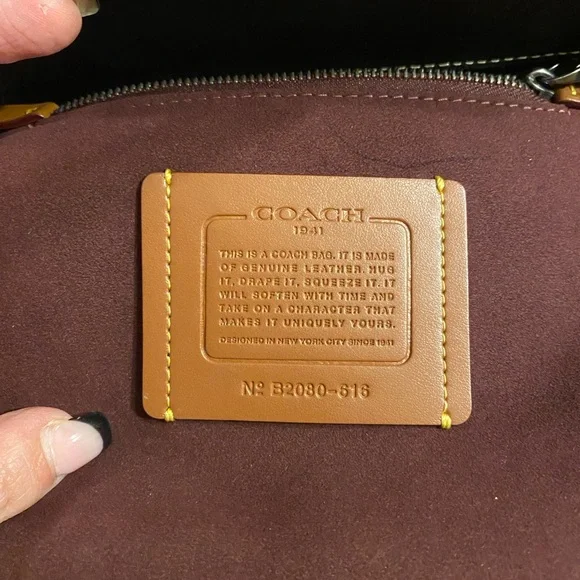 COACH
1941
THIS IS A COACH BAG. IT IS MADE
OF GENUINE LEATHER. HUG
IT. DRAPE IT. SQUEEZE IT. IT
WILL SOFTEN WITH TIME AND
TAKE ON A CHARACTER THAT
MAKES IT UNIQUELY YOURS.
DESIGNED IN NEW YORK CITY SINCE 1941
Nº B2080-616